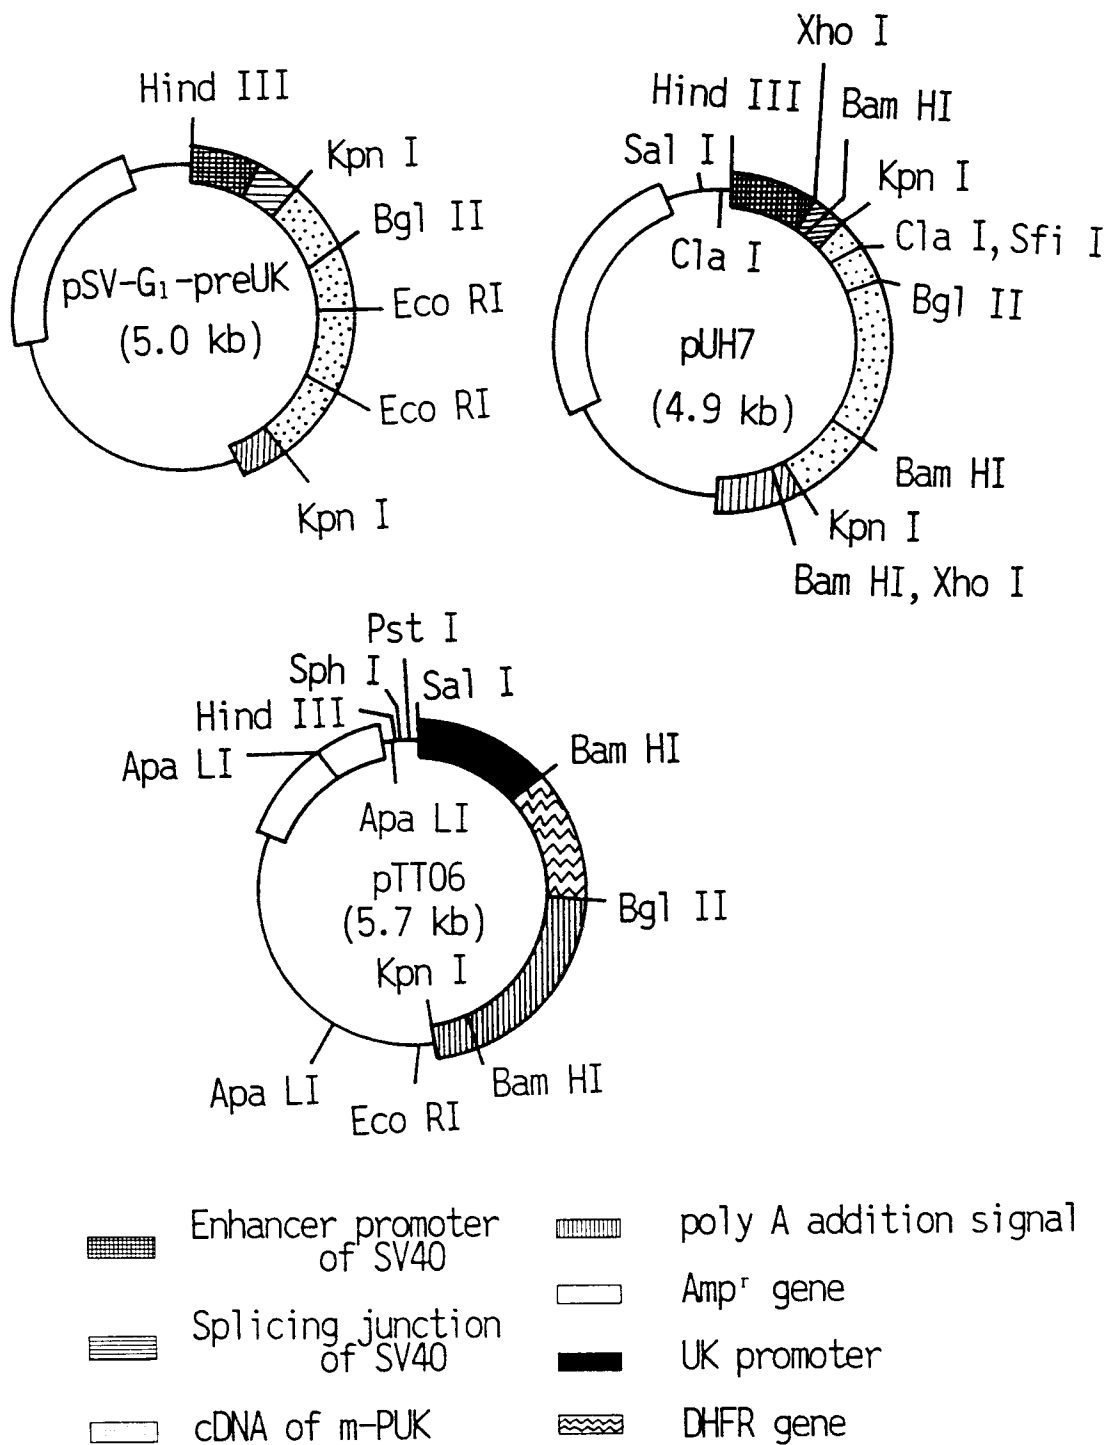 Hind III
Kpn I
Bgl II
Eco RI
Eco RI
Kpn I
pSV-G₁-preUK
(5.0 kb)
Xho I
Hind III
Bam HI
Sal I
Kpn I
Cla I
Cla I, Sfi I
Bgl II
pUH7
(4.9 kb)
Bam HI
Kpn I
Bam HI, Xho I
Pst I
Sph I
Sal I
Hind III
Apa LI
Bam HI
Apa LI
pTT06
(5.7 kb)
Bgl II
Kpn I
Bam HI
Apa LI
Eco RI
Enhancer promoter
of SV40
Splicing junction
of SV40
cDNA of m-PUK
poly A addition signal
Ampʳ gene
UK promoter
DHFR gene